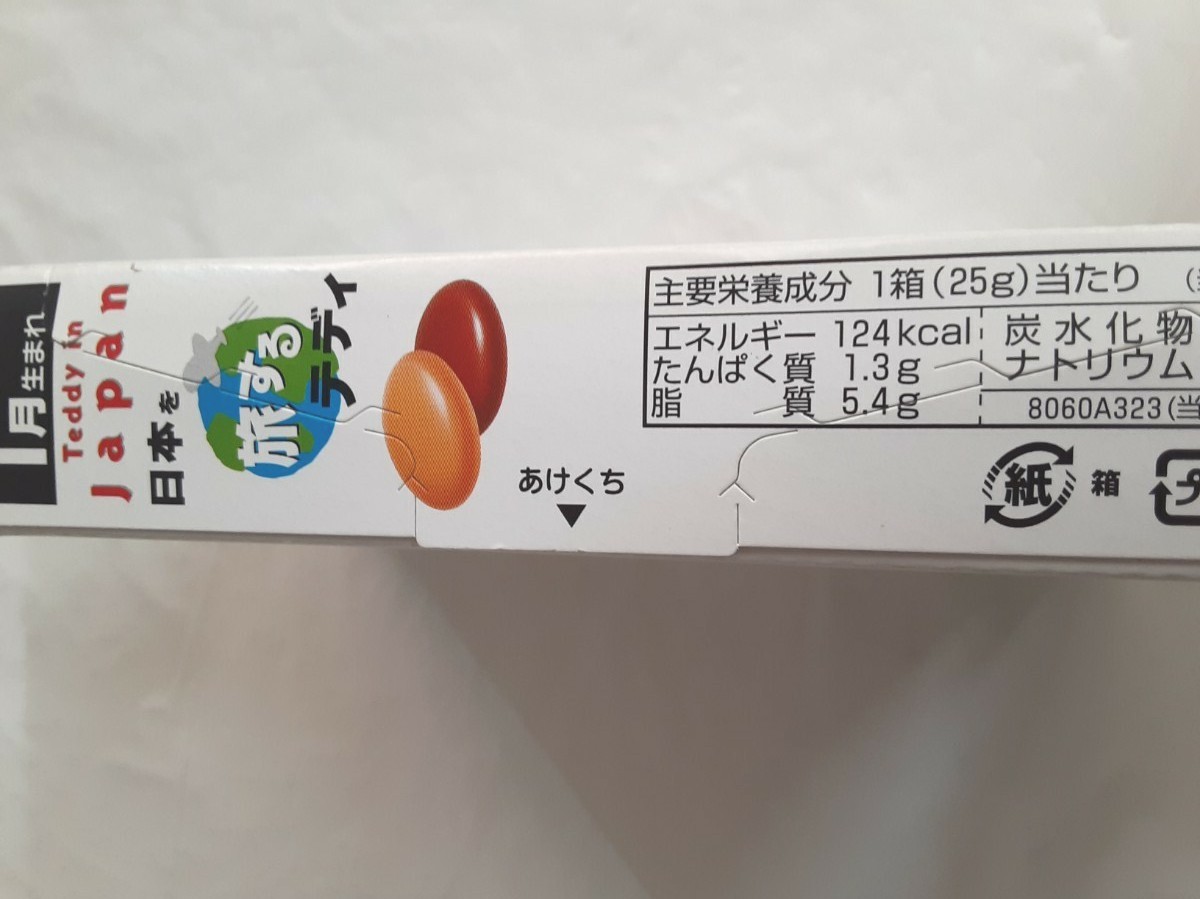 1月生まれ
Teddy in
Japan
日本を
旅する
テディ
あけくち
主要栄養成分 1箱(25g)当たり
エネルギー 124kcal 炭水化物
たんぱく質 1.3g ナトリウム
脂質 5.4g 8060A323(当
紙 箱